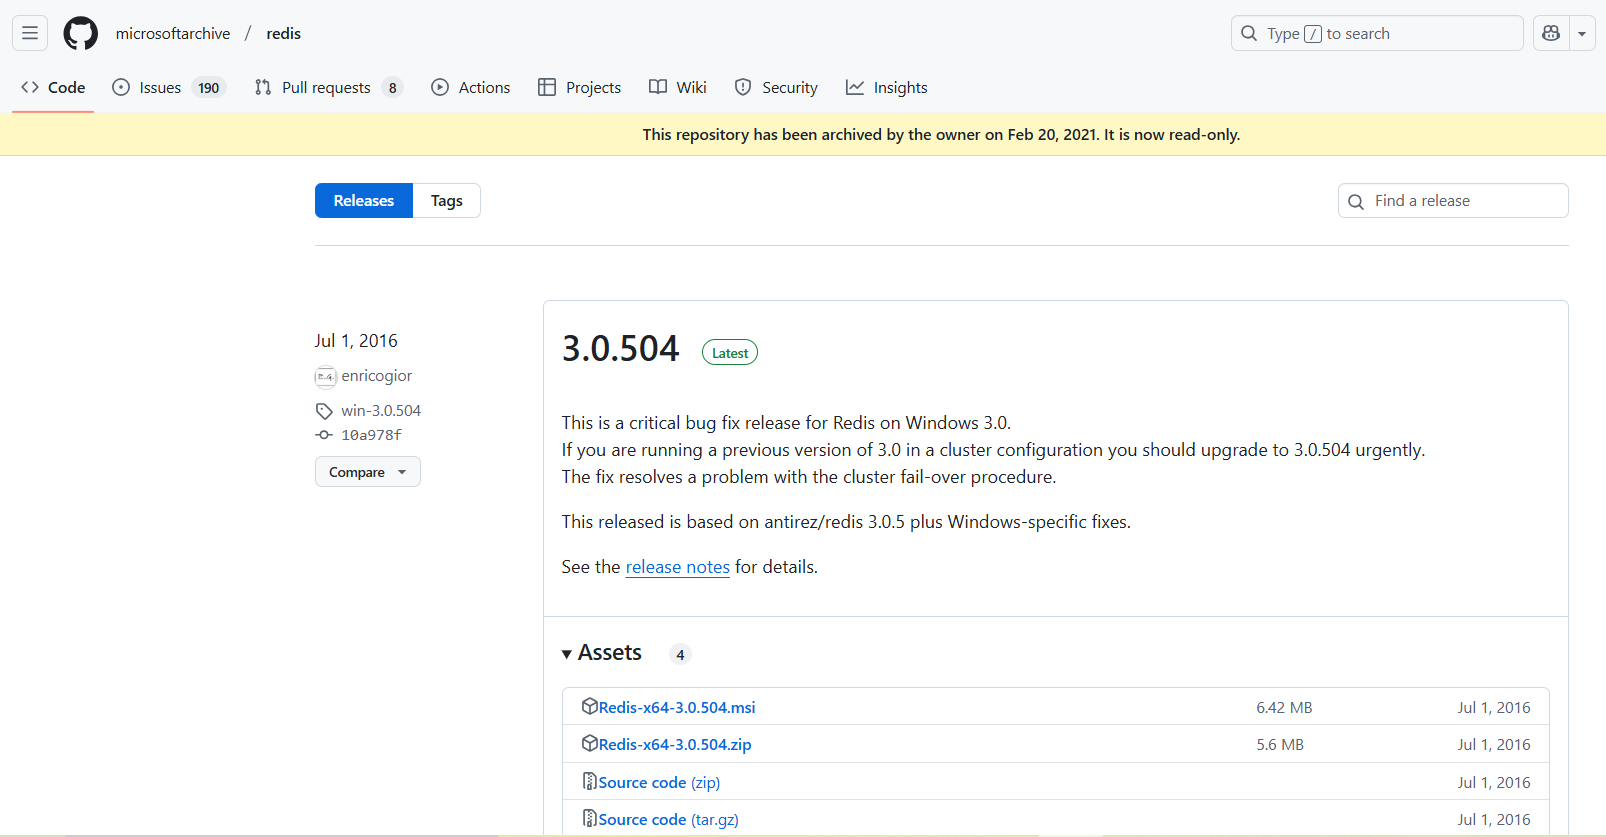 microsoftarchive / redis
Type / to search
Code
Issues 190
Pull requests 8
Actions
Projects
Wiki
Security
Insights
This repository has been archived by the owner on Feb 20, 2021. It is now read-only.
Releases
Tags
Find a release
Jul 1, 2016
enricogior
win-3.0.504
10a978f
Compare
3.0.504 Latest
This is a critical bug fix release for Redis on Windows 3.0.
If you are running a previous version of 3.0 in a cluster configuration you should upgrade to 3.0.504 urgently.
The fix resolves a problem with the cluster fail-over procedure.
This released is based on antirez/redis 3.0.5 plus Windows-specific fixes.
See the release notes for details.
Assets 4
Redis-x64-3.0.504.msi 6.42 MB Jul 1, 2016
Redis-x64-3.0.504.zip 5.6 MB Jul 1, 2016
Source code (zip) Jul 1, 2016
Source code (tar.gz) Jul 1, 2016